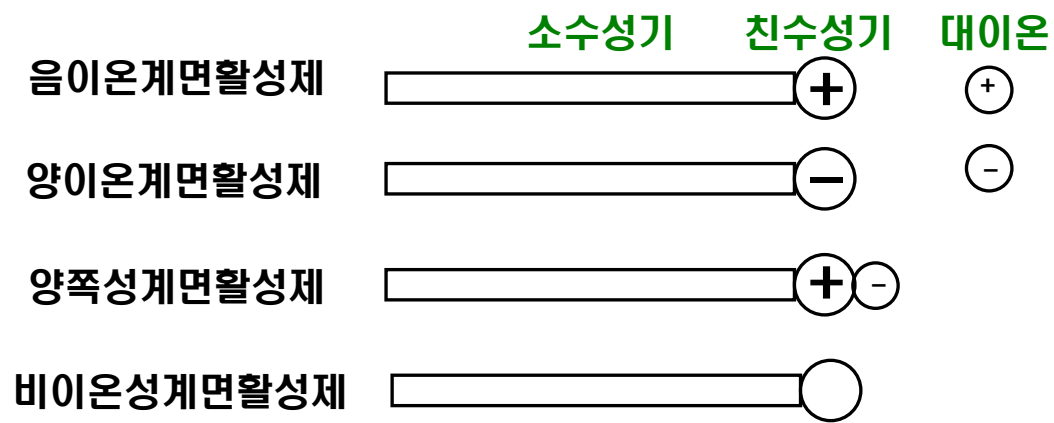 소수성기 친수성기 대이온
음이온계면활성제 + +
양이온계면활성제 − −
양쪽성계면활성제 + −
비이온성계면활성제